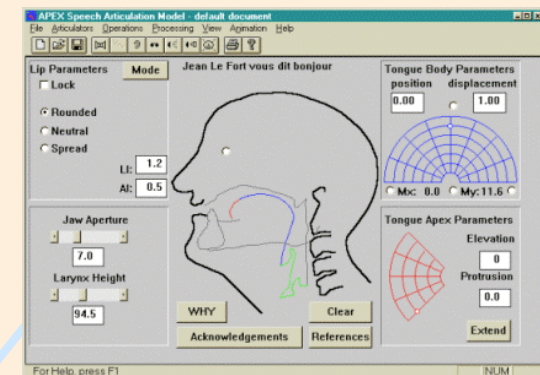 APEX Speech Articulation Model - default document
File Articulators Operations Processing View Animation Help
Lip Parameters
Mode
Lock
Rounded
Neutral
Spread
LI: 1.2
AI: 0.5
Jaw Aperture
7.0
Larynx Height
94.5
Jean Le Fort vous dit bonjour
WHY
Clear
Acknowledgements
References
Tongue Body Parameters
position displacement
0.00 1.00
Mx: 0.0 My: 11.6
Tongue Apex Parameters
Elevation
0
Protrusion
0.0
Extend
For Help, press F1
NUM